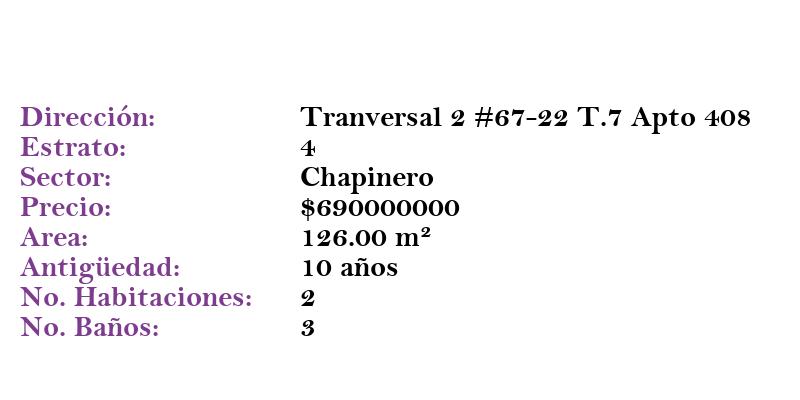 Dirección: Tranversal 2 #67-22 T.7 Apto 408
Estrato: 4
Sector: Chapinero
Precio: $690000000
Area: 126.00 m²
Antigüedad: 10 años
No. Habitaciones: 2
No. Baños: 3